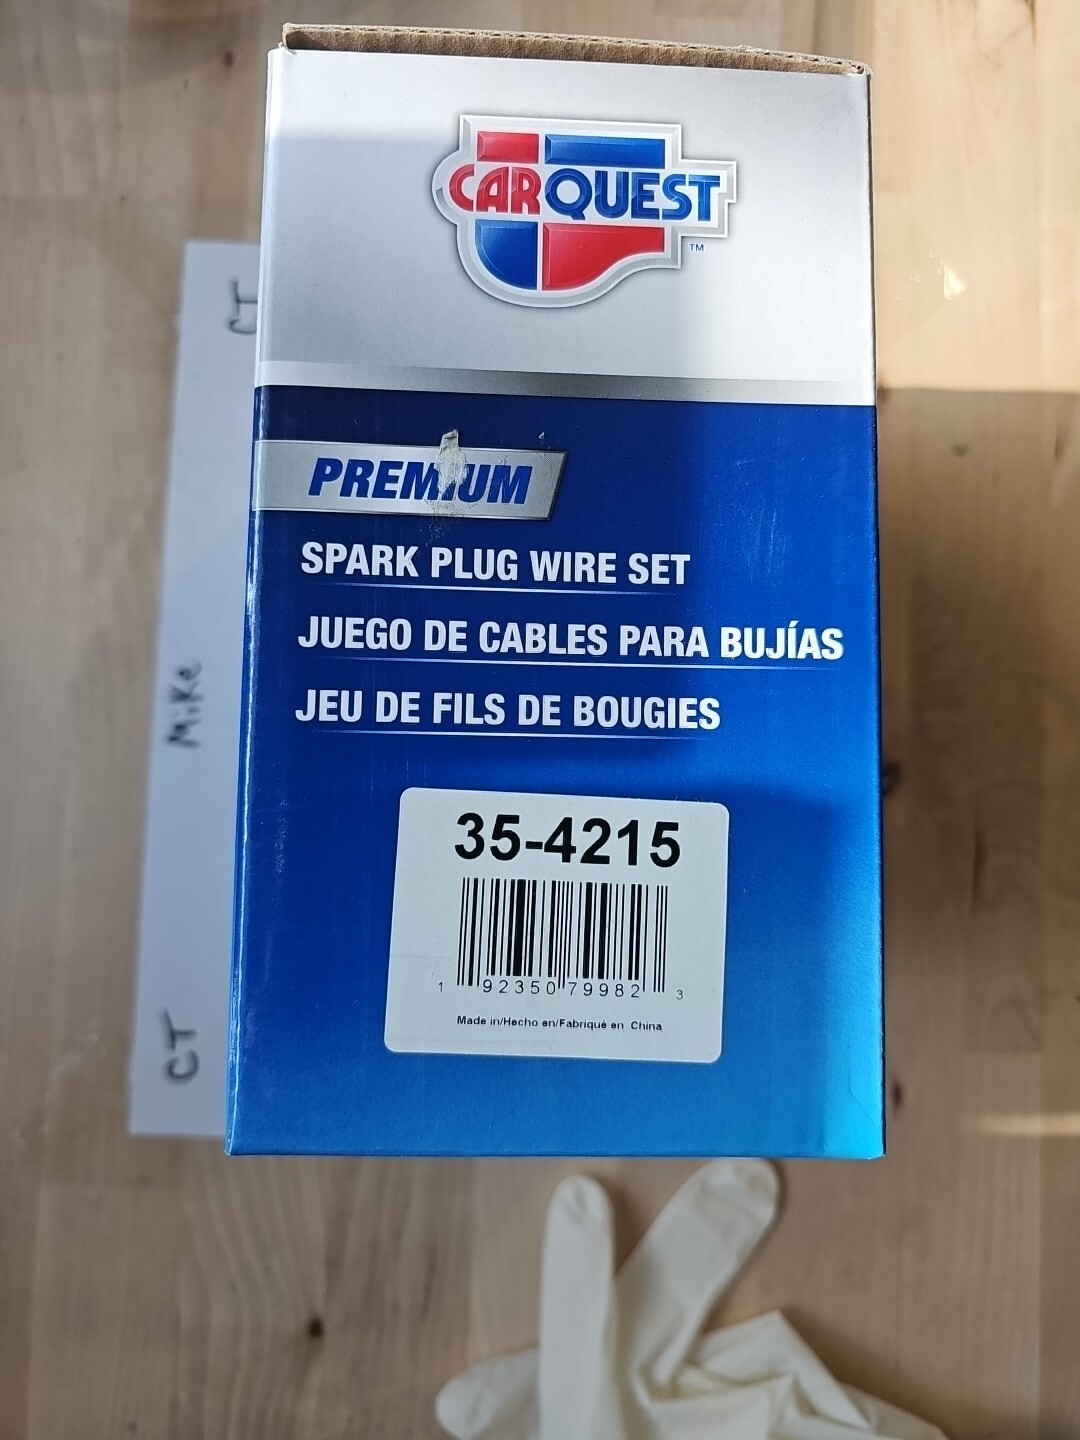 CARQUEST
TM
PREMIUM
SPARK PLUG WIRE SET
JUEGO DE CABLES PARA BUJÍAS
JEU DE FILS DE BOUGIES
35-4215
1 92350 79982 3
Made in/Hecho en/Fabriqué en China
CT
Mike
CT